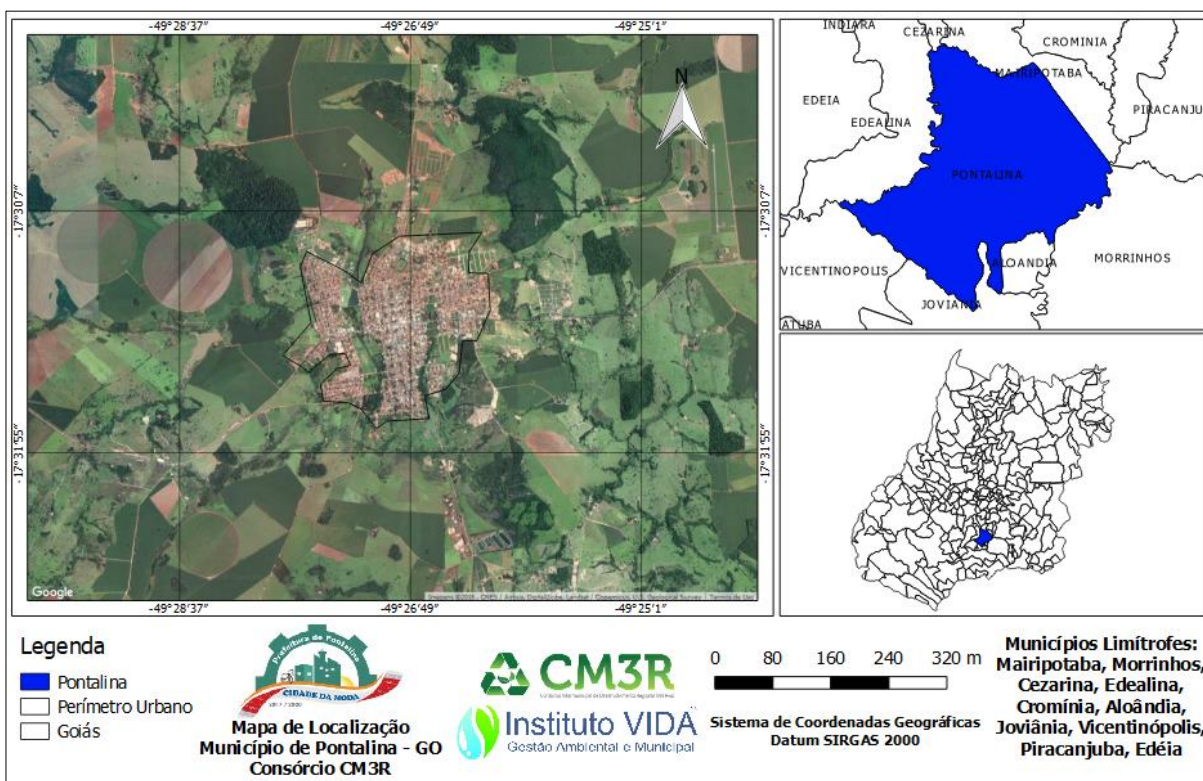 -49°28'37"
-49°26'49"
-49°25'1"
-17°30'7"
-17°31'55"
N
-17°30'7"
-17°31'55"
Google
-49°28'37"
-49°26'49"
-49°25'1"
INDIARA
CEZARINA
CROMINIA
MAIRIPOTABA
EDEIA
EDEALINA
PIRACANJU
PONTALINA
VICENTINOPOLIS
ALOANDIA
MORRINHOS
JOVIANIA
ATUBA
Legenda
Pontalina
Perímetro Urbano
Goiás
Prefeitura de Pontalina
CIDADE DA MODA
2017 / 2020
Mapa de Localização
Município de Pontalina - GO
Consórcio CM3R
CM3R
Instituto VIDA
Gestão Ambiental e Municipal
0 80 160 240 320 m
Sistema de Coordenadas Geográficas
Datum SIRGAS 2000
Municípios Limítrofes:
Mairipotaba, Morrinhos,
Cezarina, Edealina,
Cromínia, Aloândia,
Joviânia, Vicentinópolis,
Piracanjuba, Edéia